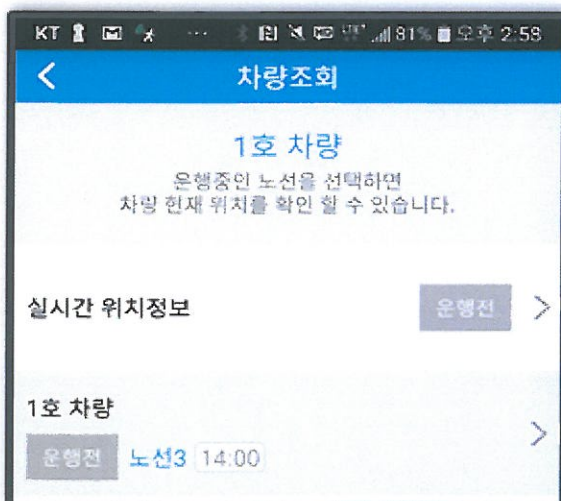 KT ... 81% 오후 2:58
차량조회
1호 차량
운행중인 노선을 선택하면
차량 현재 위치를 확인 할 수 있습니다.
실시간 위치정보 운행전
1호 차량
운행전 노선3 14:00